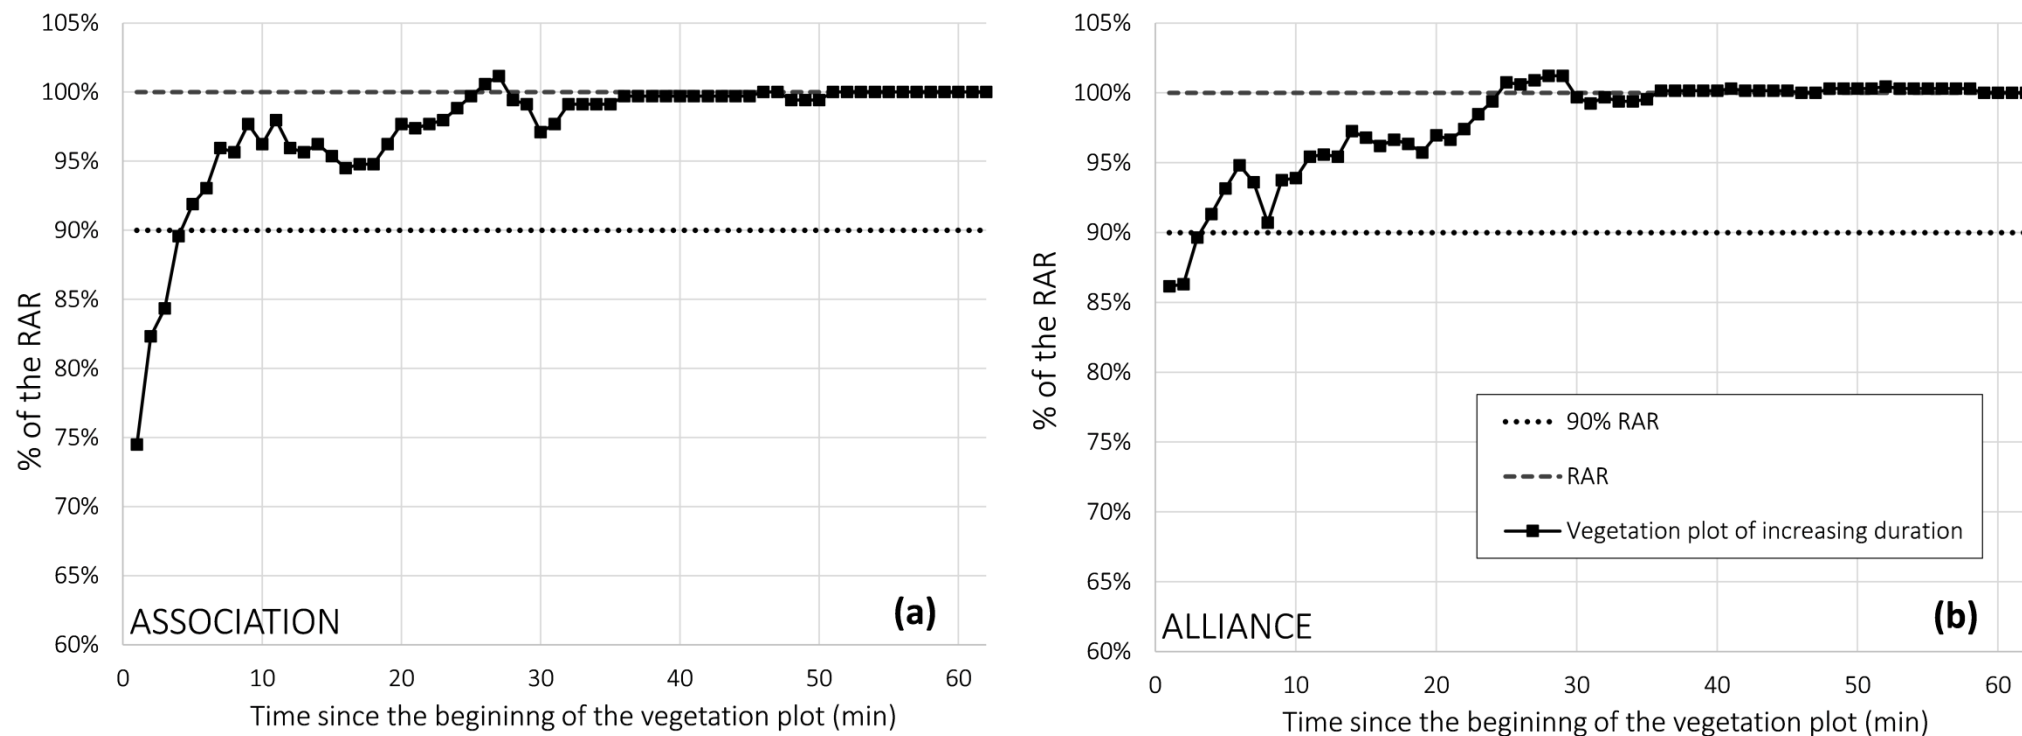 105%
100%
95%
90%
85%
80%
75%
70%
65%
60%
% of the RAR
ASSOCIATION
(a)
0 10 20 30 40 50 60
Time since the begininng of the vegetation plot (min)
105%
100%
95%
90%
85%
80%
75%
70%
65%
60%
% of the RAR
90% RAR
RAR
Vegetation plot of increasing duration
ALLIANCE
(b)
0 10 20 30 40 50 60
Time since the begininng of the vegetation plot (min)